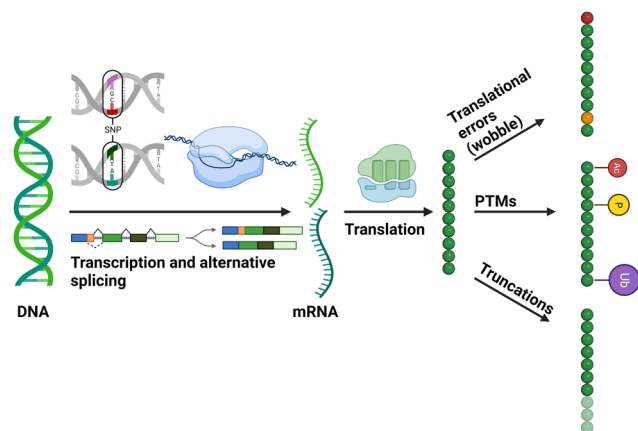 SNP
DNA
Transcription and alternative
splicing
mRNA
Translation
Translational
errors
(wobble)
PTMs
Truncations
Ac
P
Ub